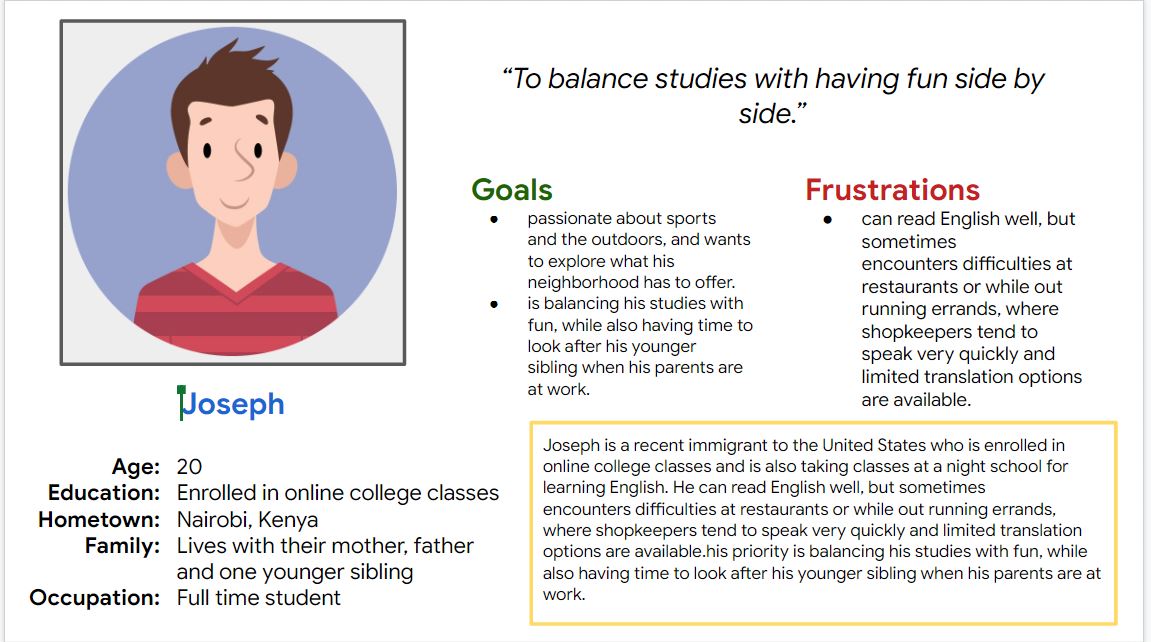 “To balance studies with having fun side by
side.”
Goals
● passionate about sports
and the outdoors, and wants
to explore what his
neighborhood has to offer.
● is balancing his studies with
fun, while also having time to
look after his younger
sibling when his parents are
at work.
Frustrations
● can read English well, but
sometimes
encounters difficulties at
restaurants or while out
running errands, where
shopkeepers tend to
speak very quickly and
limited translation options
are available.
Joseph
Age: 20
Education: Enrolled in online college classes
Hometown: Nairobi, Kenya
Family: Lives with their mother, father
and one younger sibling
Occupation: Full time student
Joseph is a recent immigrant to the United States who is enrolled in
online college classes and is also taking classes at a night school for
learning English. He can read English well, but sometimes
encounters difficulties at restaurants or while out running errands,
where shopkeepers tend to speak very quickly and limited translation
options are available.his priority is balancing his studies with fun, while
also having time to look after his younger sibling when his parents are at
work.